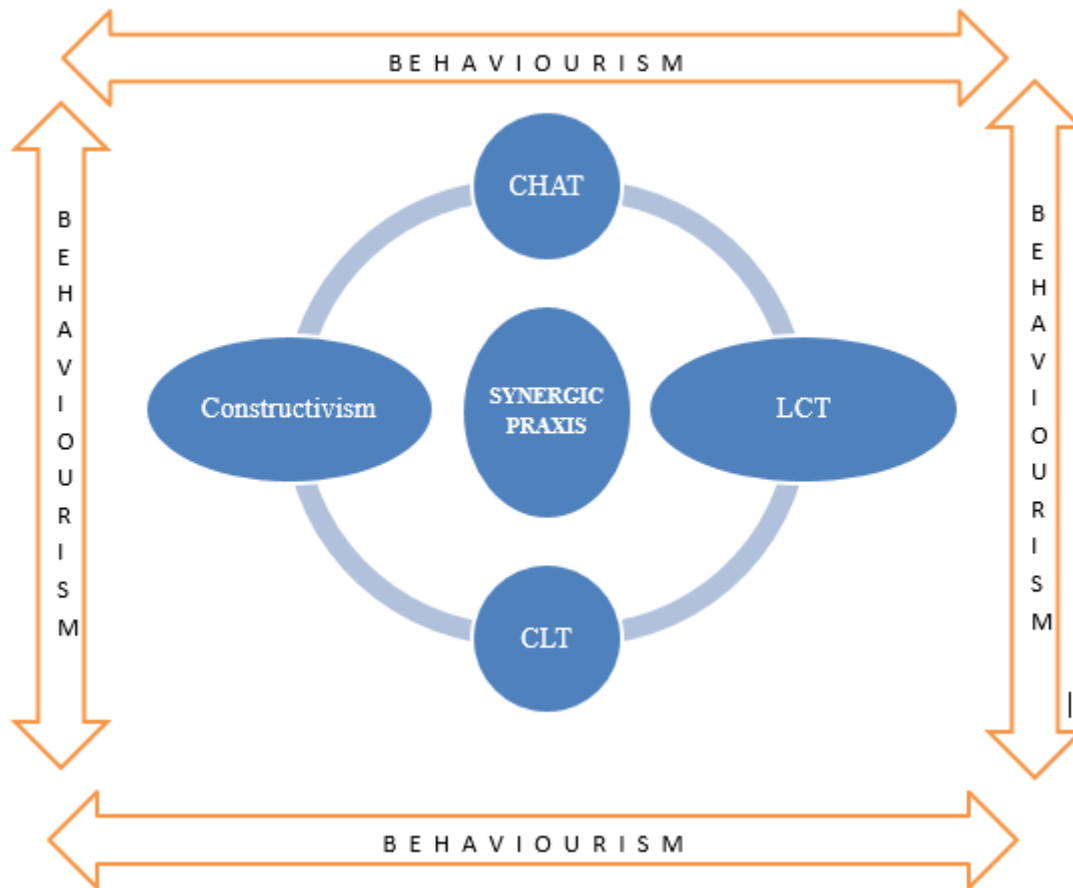 BEHAVIOURISM
CHAT
BEHAVIOURISM
BEHAVIOURISM
Constructivism
SYNERGIC
PRAXIS
LCT
CLT
BEHAVIOURISM